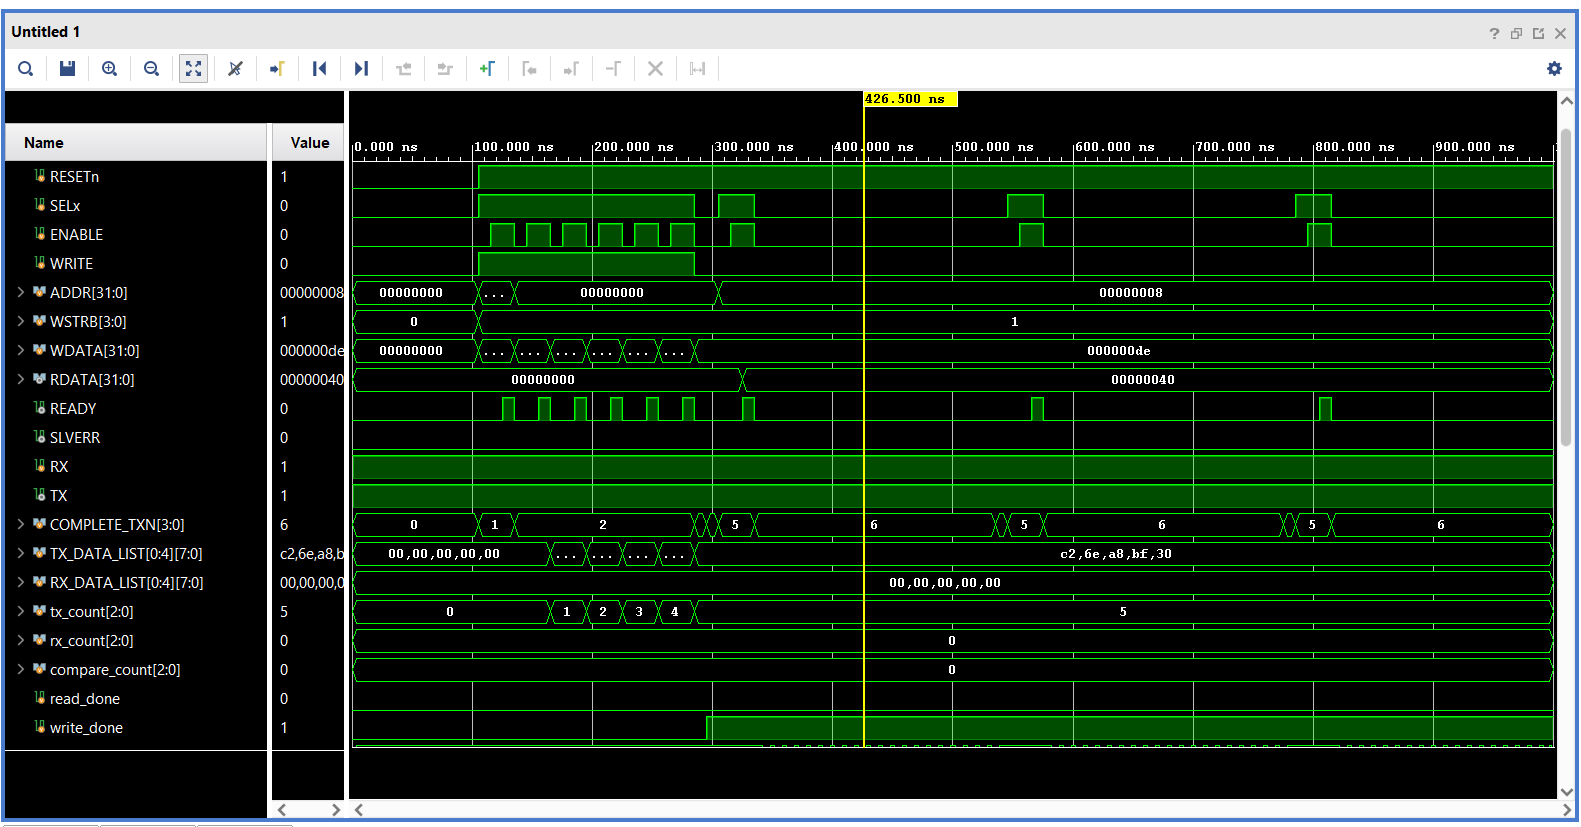 Untitled 1
?
426.500 ns
Name Value
0.000 ns 100.000 ns 200.000 ns 300.000 ns 400.000 ns 500.000 ns 600.000 ns 700.000 ns 800.000 ns 900.000 ns
RESETn 1
SELx 0
ENABLE 0
WRITE 0
ADDR[31:0] 00000008 00000000 ... 00000000 00000008
WSTRB[3:0] 1 0 1
WDATA[31:0] 000000de 00000000 ... ... ... ... ... ... 000000de
RDATA[31:0] 00000040 00000000 00000040
READY 0
SLVERR 0
RX 1
TX 1
COMPLETE_TXN[3:0] 6 0 1 2 5 6 5 6 5 6
TX_DATA_LIST[0:4][7:0] c2,6e,a8,b 00,00,00,00,00 ... ... ... ... c2,6e,a8,bf,30
RX_DATA_LIST[0:4][7:0] 00,00,00,0 00,00,00,00,00
tx_count[2:0] 5 0 1 2 3 4 5
rx_count[2:0] 0 0
compare_count[2:0] 0 0
read_done 0
write_done 1